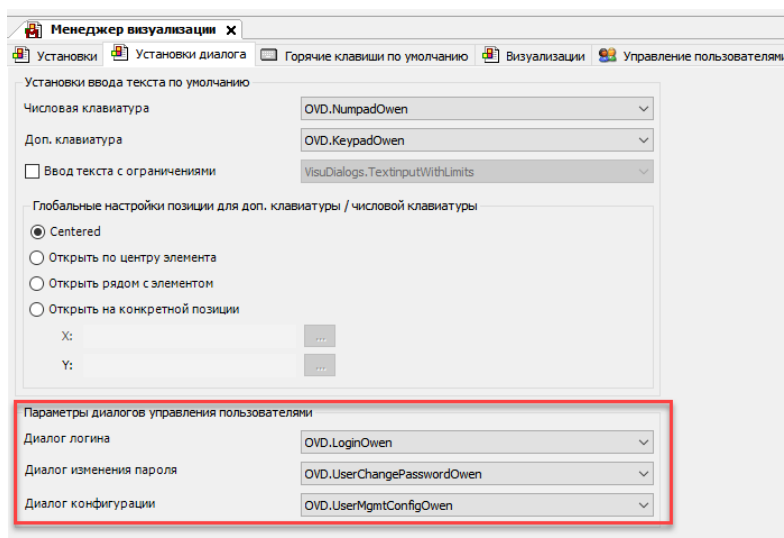 Менеджер визуализации x
Установки Установки диалога Горячие клавиши по умолчанию Визуализации Управление пользователями
Установки ввода текста по умолчанию
Числовая клавиатура OVD.NumpadOwen
Доп. клавиатура OVD.KeypadOwen
Ввод текста с ограничениями VisuDialogs.TextinputWithLimits
Глобальные настройки позиции для доп. клавиатуры / числовой клавиатуры
Centered
Открыть по центру элемента
Открыть рядом с элементом
Открыть на конкретной позиции
X: ...
Y: ...
Параметры диалогов управления пользователями
Диалог логина OVD.LoginOwen
Диалог изменения пароля OVD.UserChangePasswordOwen
Диалог конфигурации OVD.UserMgmtConfigOwen